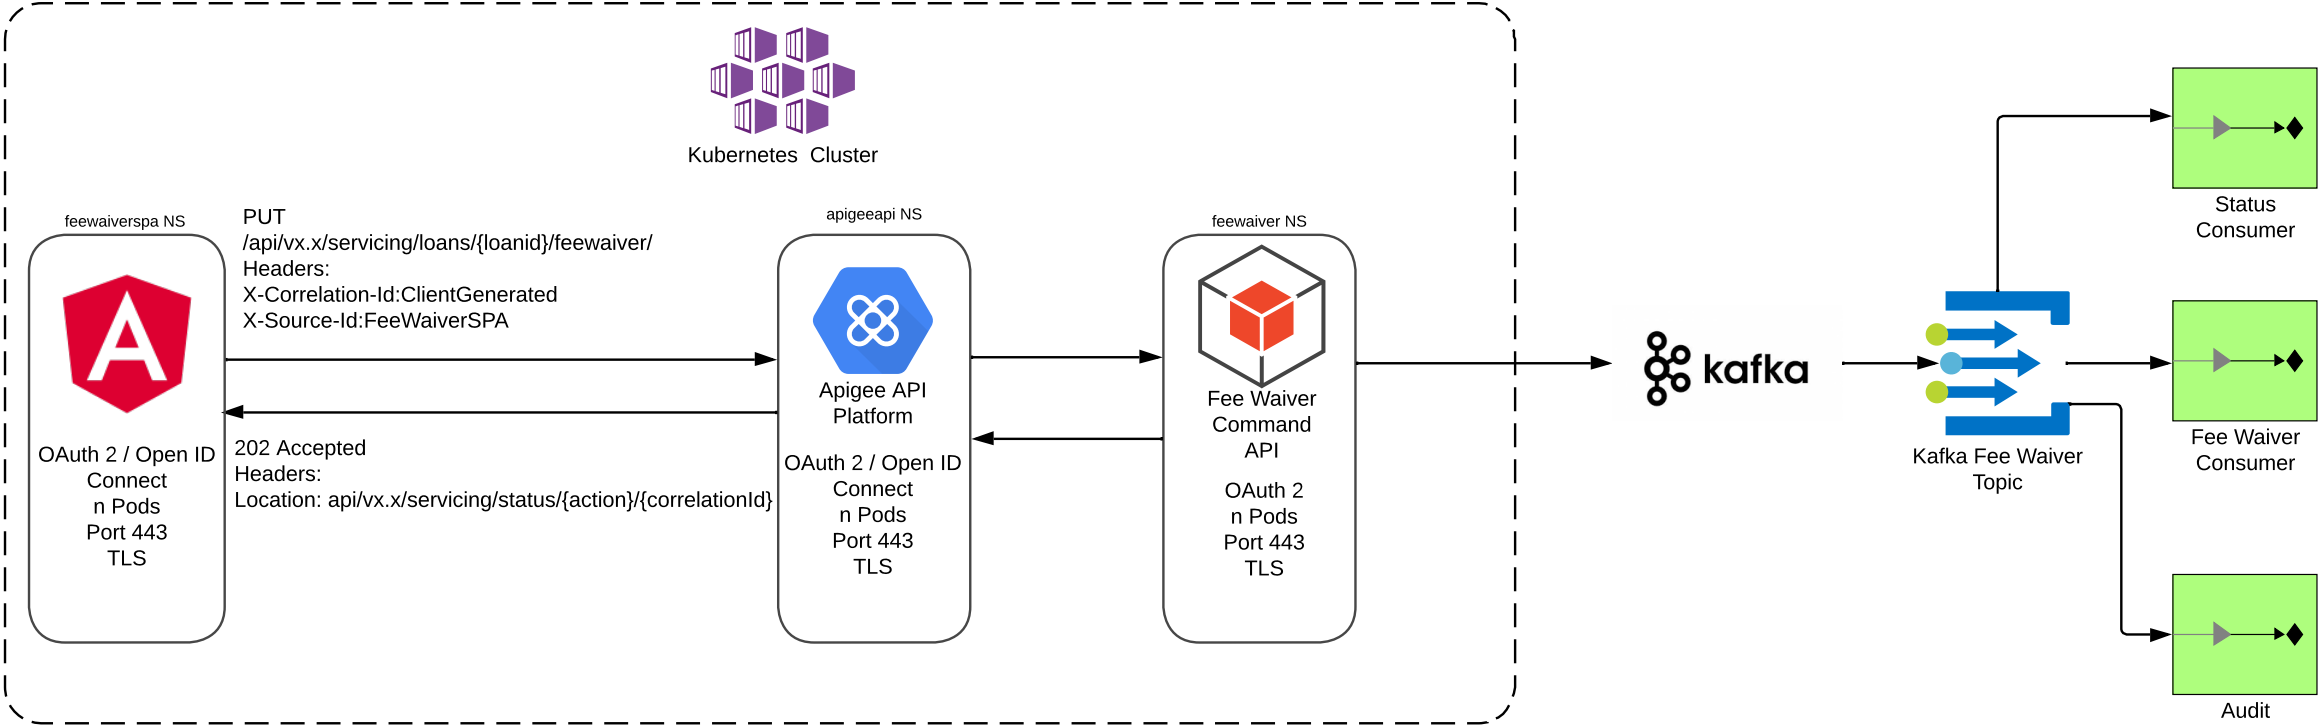 Kubernetes  Cluster
feewaiverspa NS
OAuth 2 / Open ID
Connect
n Pods
Port 443
TLS
PUT
/api/vx.x/servicing/loans/{loanid}/feewaiver/
Headers:
X-Correlation-Id:ClientGenerated
X-Source-Id:FeeWaiverSPA
202 Accepted
Headers:
Location: api/vx.x/servicing/status/{action}/{correlationId}
apigeeapi NS
Apigee API
Platform
OAuth 2 / Open ID
Connect
n Pods
Port 443
TLS
feewaiver NS
Fee Waiver
Command
API
OAuth 2
n Pods
Port 443
TLS
kafka
Kafka Fee Waiver
Topic
Status
Consumer
Fee Waiver
Consumer
Audit